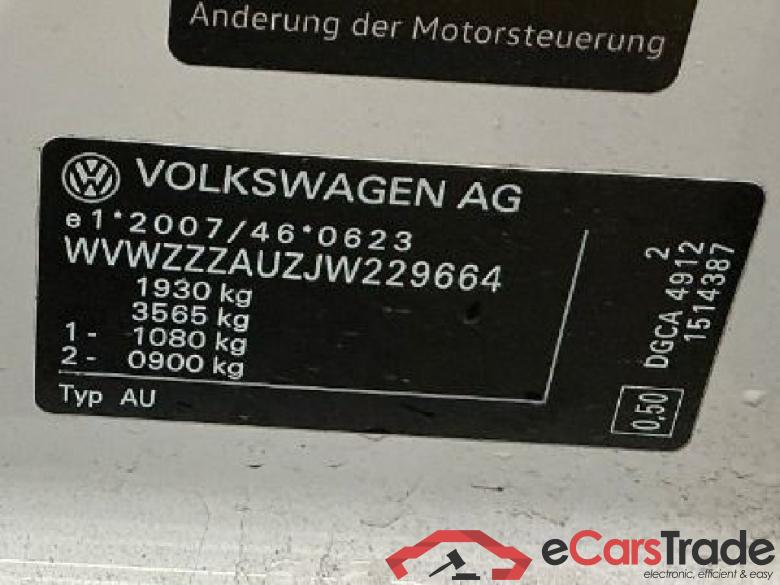 Änderung der Motorsteuerung
VOLKSWAGEN AG
e1*2007/46*0623
WVWZZZAUZJW229664
1930 kg
3565 kg
1 - 1080 kg
2 - 0900 kg
Typ AU
2
DGCA 4912
1514387
0,50
eCarsTrade
electronic, efficient & easy